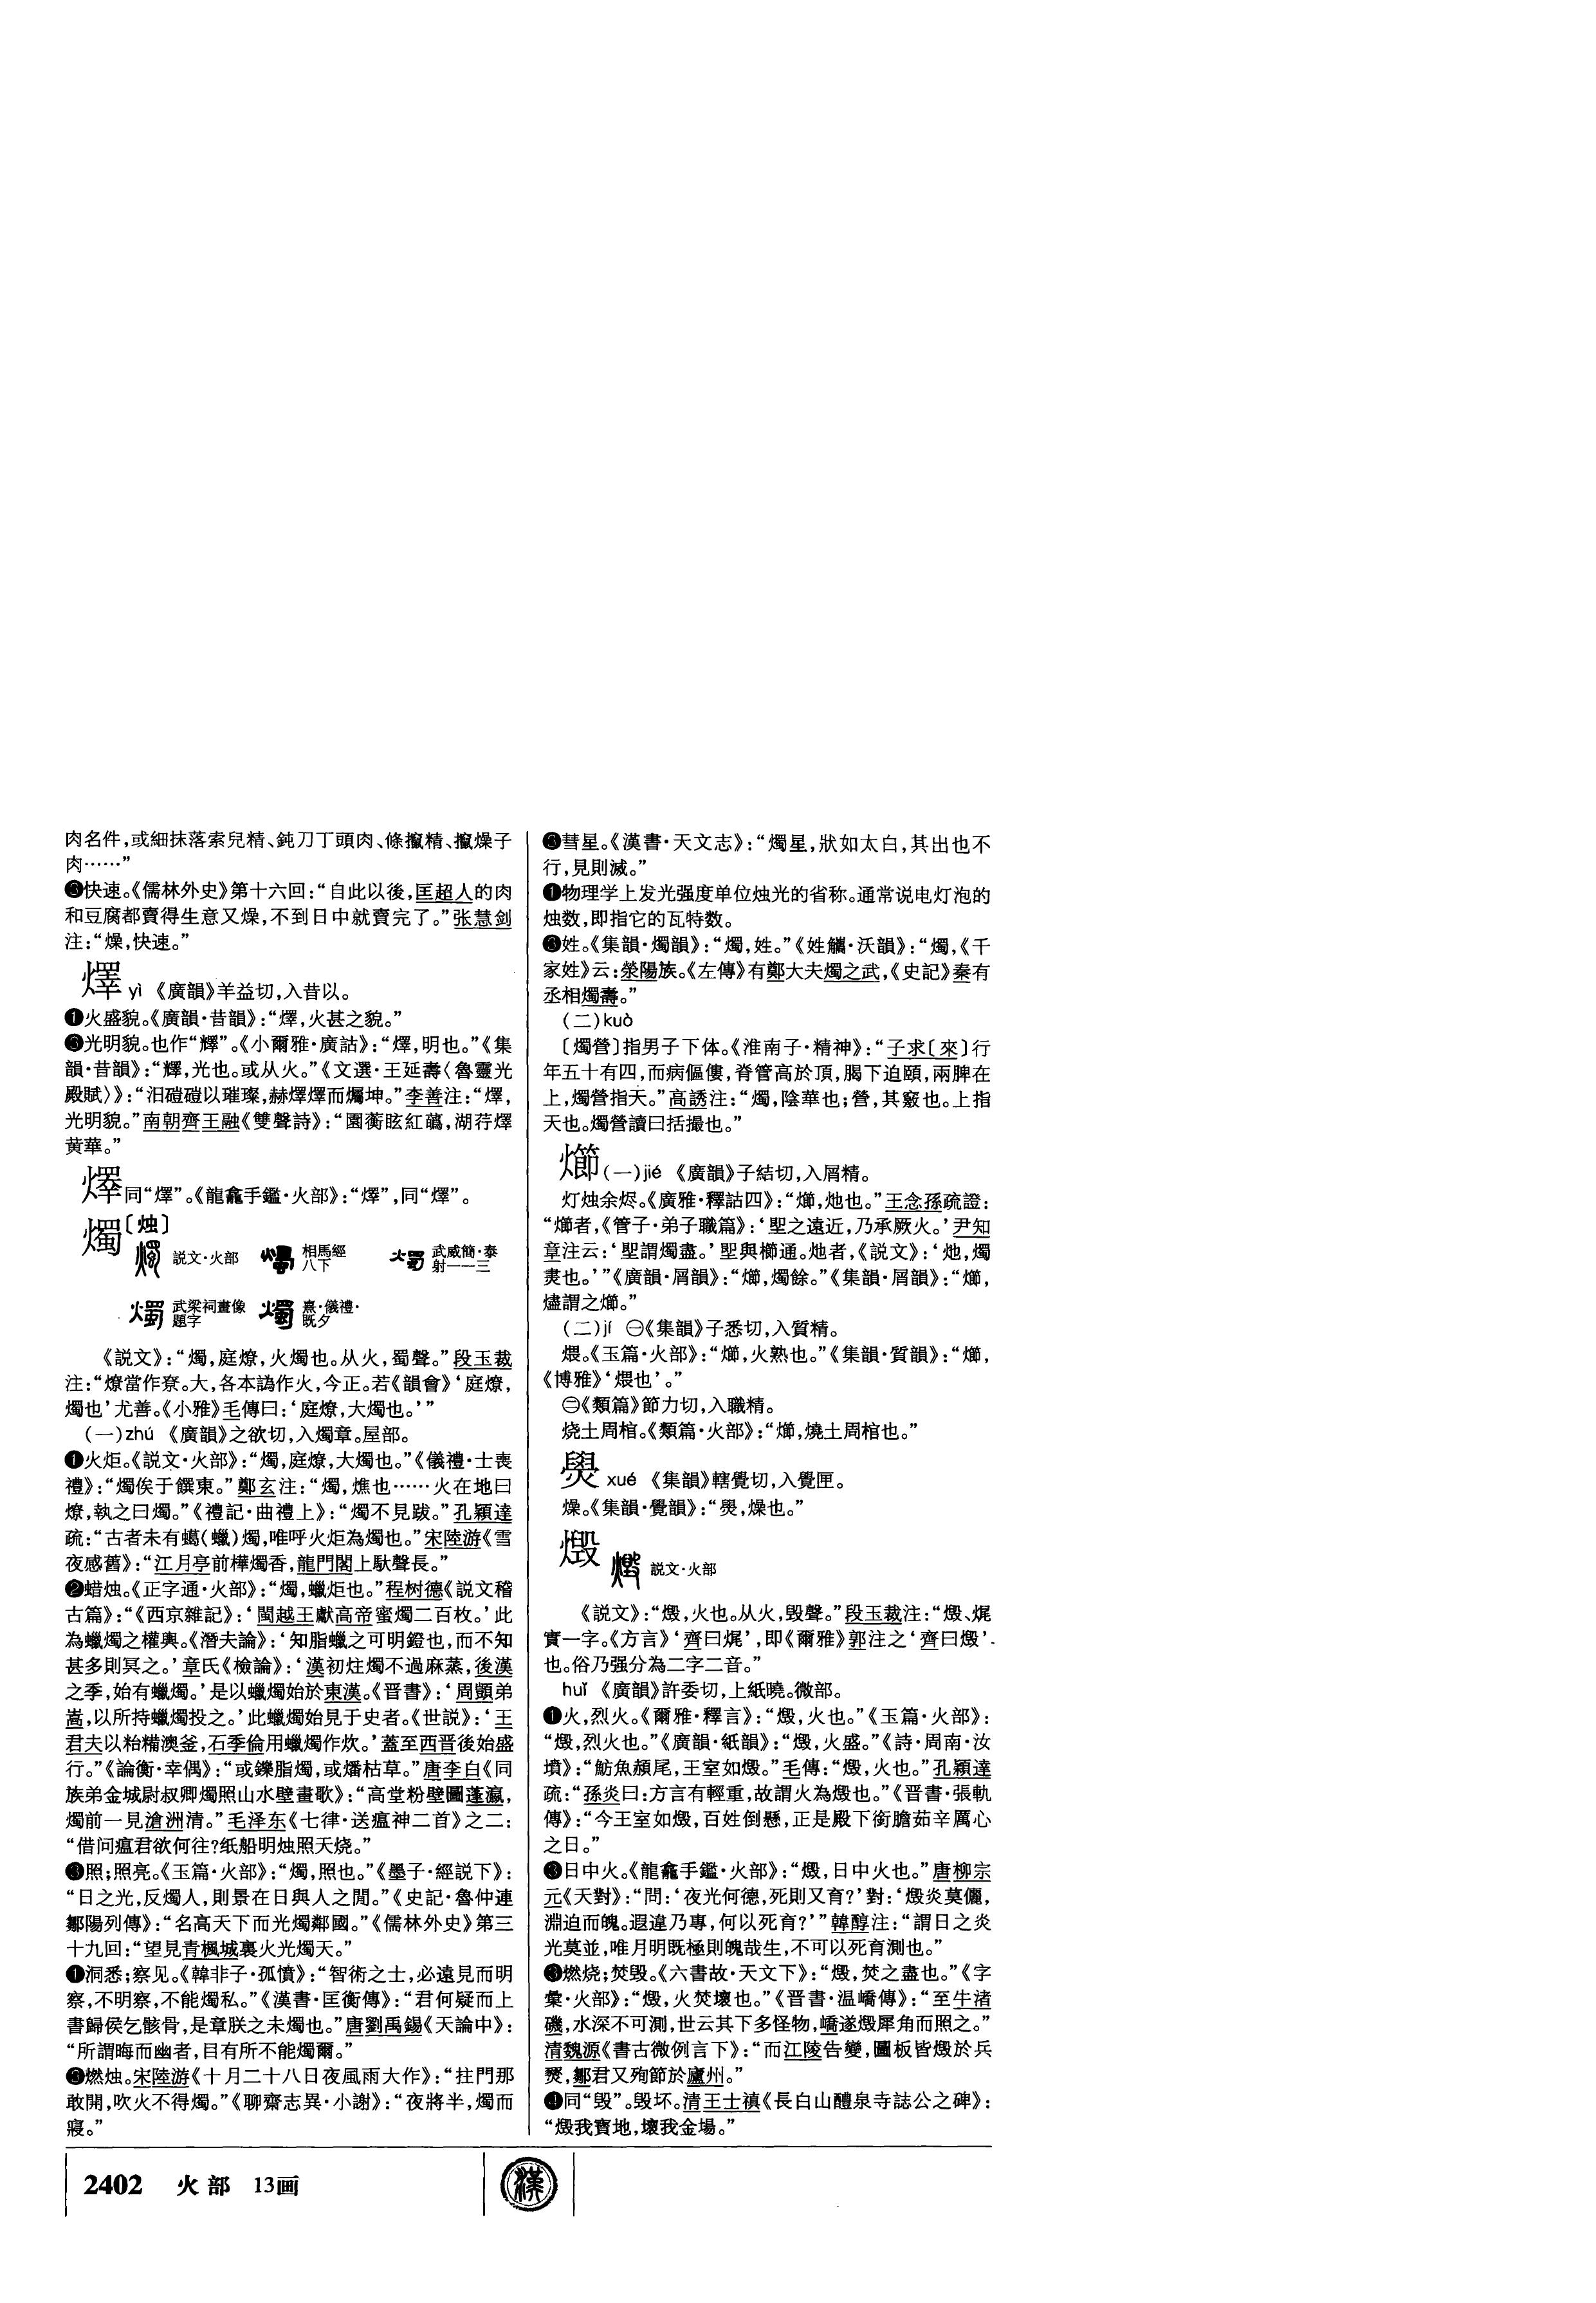 肉名件,或細抹落索兒精、鈍刀丁頭肉、條攛精、攛燥子
肉……”
快速。《儒林外史》第十六回:“自此以後,匡超人的肉
和豆腐都賣得生意又燥,不到日中就賣完了。”张慧剑
注:“燥,快速。”
燡 yì 《廣韻》羊益切,入昔以。
❶火盛貌。《廣韻·昔韻》:“燡,火甚之貌。”
光明貌。也作“𤍠”。《小爾雅·廣詁》:“燡,明也。”《集
韻·昔韻》:“燡,光也。或从火。”《文選·王延壽〈魯靈光
殿賦〉》:“汨磑磑以璀璨,赫燡燡而爥坤。”李善注:“燡,
光明貌。”南朝齊王融《雙聲詩》:“園蘅眩紅蘤,湖荇燡
黄華。”
同“燡”。《龍龕手鑑·火部》:“燡”,同“燡”。
燭〔烛〕
説文·火部 相馬經八下 武威簡·泰射一一三
武梁祠畫像題字 熹·儀禮·既夕
《説文》:“燭,庭燎,火燭也。从火,蜀聲。”段玉裁
注:“燎當作尞。大,各本譌作火,今正。若《韻會》‘庭燎,
燭也’尤善。《小雅》毛傳曰:‘庭燎,大燭也。’”
(一)zhú 《廣韻》之欲切,入燭章。屋部。
❶火炬。《説文·火部》:“燭,庭燎,大燭也。”《儀禮·士喪
禮》:“燭俟于饌東。”鄭玄注:“燭,燋也……火在地曰
燎,執之曰燭。”《禮記·曲禮上》:“燭不見跋。”孔穎達
疏:“古者未有蠍(蠟)燭,唯呼火炬為燭也。”宋陸游《雪
夜感舊》:“江月亭前樺燭香,龍門閣上馱聲長。”
❷蜡烛。《正字通·火部》:“燭,蠟炬也。”程树德《説文稽
古篇》:“《西京雜記》:‘閩越王獻高帝蜜燭二百枚。’此
為蠟燭之權輿。《潛夫論》:‘知脂蠟之可明鐙也,而不知
甚多則冥之。’章氏《檢論》:‘漢初炷燭不過麻蒸,後漢
之季,始有蠟燭。’是以蠟燭始於東漢。《晋書》:‘周顗弟
嵩,以所持蠟燭投之。’此蠟燭始見于史者。《世説》:‘王
君夫以𥹋糒澳釜,石季倫用蠟燭作炊。’蓋至西晋後始盛
行。”《論衡·幸偶》:“或鑠脂燭,或燔枯草。”唐李白《同
族弟金城尉叔卿燭照山水壁畫歌》:“高堂粉壁圖蓬瀛,
燭前一見滄洲清。”毛泽东《七律·送瘟神二首》之二:
“借问瘟君欲何往?纸船明烛照天烧。”
❸照;照亮。《玉篇·火部》:“燭,照也。”《墨子·經説下》:
“日之光,反燭人,則景在日與人之閒。”《史記·魯仲連
鄒陽列傳》:“名高天下而光燭鄰國。”《儒林外史》第三
十九回:“望見青楓城裏火光燭天。”
洞悉;察见。《韓非子·孤憤》:“智術之士,必遠見而明
察,不明察,不能燭私。”《漢書·匡衡傳》:“君何疑而上
書歸侯乞骸骨,是章朕之未燭也。”唐劉禹錫《天論中》:
“所謂晦而幽者,目有所不能燭爾。”
燃烛。宋陸游《十月二十八日夜風雨大作》:“拄門那
敢開,吹火不得燭。”《聊齋志異·小謝》:“夜將半,燭而
寢。”
彗星。《漢書·天文志》:“燭星,狀如太白,其出也不
行,見則滅。”
物理学上发光强度单位烛光的省称。通常说电灯泡的
烛数,即指它的瓦特数。
姓。《集韻·燭韻》:“燭,姓。”《姓觿·沃韻》:“燭,《千
家姓》云:滎陽族。《左傳》有鄭大夫燭之武,《史記》秦有
丞相燭壽。”
(二)kuò
〔燭營〕指男子下体。《淮南子·精神》:“子求〔來〕行
年五十有四,而病傴僂,脊管高於頂,䐔下迫頤,兩脾在
上,燭營指天。”高誘注:“燭,陰華也;營,其竅也。上指
天也。燭營讀曰括撮也。”
㸅(一)jié 《廣韻》子結切,入屑精。
灯烛余烬。《廣雅·釋詁四》:“㸅,灺也。”王念孫疏證:
“㸅者,《管子·弟子職篇》:‘堲之遠近,乃承厥火。’尹知
章注云:‘堲謂燭盡。’堲與櫛通。灺者,《説文》:‘灺,燭
㶳也。’”《廣韻·屑韻》:“㸅,燭餘。”《集韻·屑韻》:“㸅,
燼謂之㸅。”
(二)jí ㊀《集韻》子悉切,入質精。
煨。《玉篇·火部》:“㸅,火熟也。”《集韻·質韻》:“㸅,
《博雅》‘煨也’。”
㊁《類篇》節力切,入職精。
烧土周棺。《類篇·火部》:“㸅,燒土周棺也。”
xué 《集韻》轄覺切,入覺匣。
燥。《集韻·覺韻》:“㶅,燥也。”
燬 説文·火部
《説文》:“燬,火也。从火,毁聲。”段玉裁注:“燬、焜
實一字。《方言》‘齊曰㷄’,即《爾雅》郭注之‘齊曰燬’
也。俗乃强分為二字二音。”
huǐ 《廣韻》許委切,上紙曉。微部。
❶火,烈火。《爾雅·釋言》:“燬,火也。”《玉篇·火部》:
“燬,烈火也。”《廣韻·紙韻》:“燬,火盛。”《詩·周南·汝
墳》:“魴魚赬尾,王室如燬。”毛傳:“燬,火也。”孔穎達
疏:“孫炎曰:方言有輕重,故謂火為燬也。”《晋書·張軌
傳》:“今王室如燬,百姓倒懸,正是殿下銜膽茹辛厲心
之日。”
日中火。《龍龕手鑑·火部》:“燬,日中火也。”唐柳宗
元《天對》:“問:‘夜光何德,死則又育?’對:‘燬炎莫儷,
淵迫而魄。遐違乃專,何以死育?’”韓醇注:“謂日之炎
光莫並,唯月明既極則魄哉生,不可以死育測也。”
❸燃烧;焚毁。《六書故·天文下》:“燬,焚之盡也。”《字
彙·火部》:“燬,火焚壞也。”《晋書·温嶠傳》:“至牛渚
磯,水深不可測,世云其下多怪物,嶠遂燬犀角而照之。”
清魏源《書古微例言下》:“而江陵告變,圖板皆燬於兵
燹,鄒君又殉節於廬州。”
❹同“毁”。毁坏。清王士禛《長白山醴泉寺誌公之碑》:
“燬我寶地,壞我金場。”
2402 火部 13画
漢